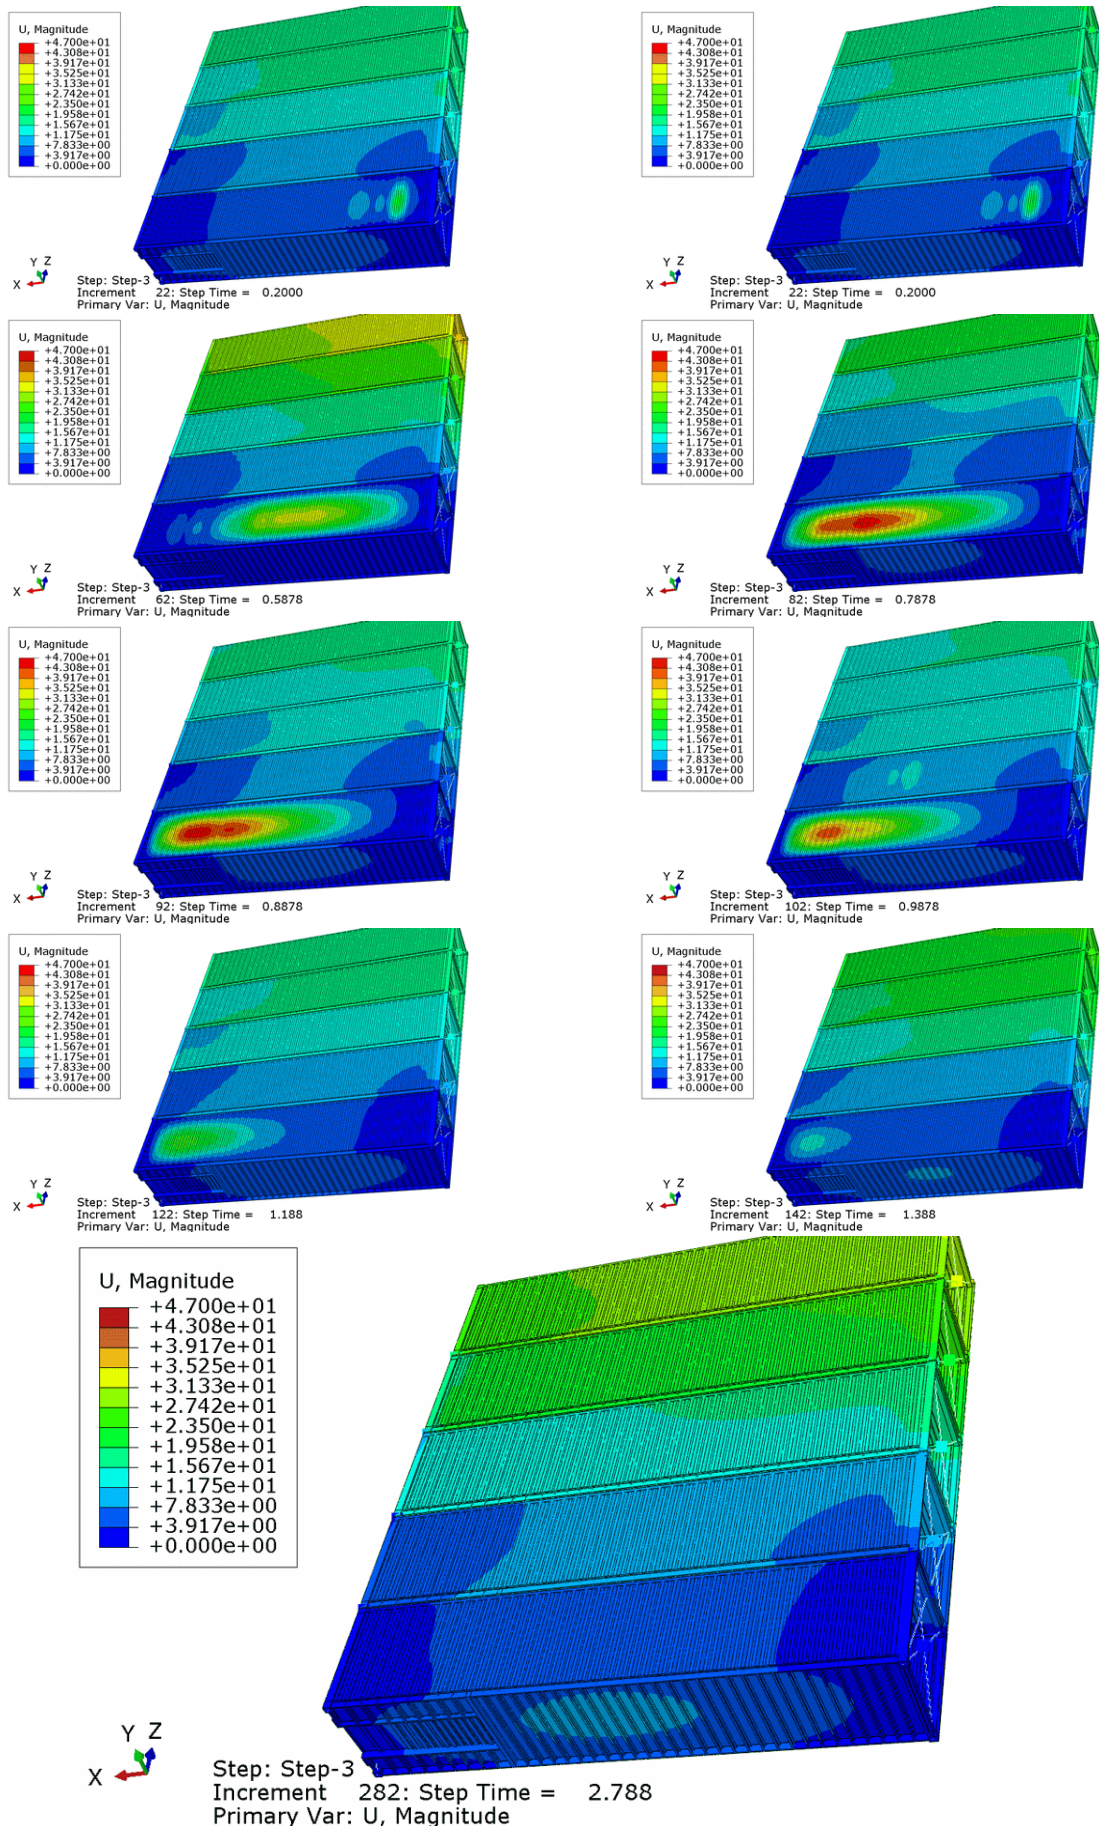 U, Magnitude
+4.700e+01
+4.308e+01
+3.917e+01
+3.525e+01
+3.133e+01
+2.742e+01
+2.350e+01
+1.958e+01
+1.567e+01
+1.175e+01
+7.833e+00
+3.917e+00
+0.000e+00
Y Z
X
Step: Step-3
Increment 22: Step Time = 0.2000
Primary Var: U, Magnitude
U, Magnitude
+4.700e+01
+4.308e+01
+3.917e+01
+3.525e+01
+3.133e+01
+2.742e+01
+2.350e+01
+1.958e+01
+1.567e+01
+1.175e+01
+7.833e+00
+3.917e+00
+0.000e+00
Y Z
X
Step: Step-3
Increment 22: Step Time = 0.2000
Primary Var: U, Magnitude
U, Magnitude
+4.700e+01
+4.308e+01
+3.917e+01
+3.525e+01
+3.133e+01
+2.742e+01
+2.350e+01
+1.958e+01
+1.567e+01
+1.175e+01
+7.833e+00
+3.917e+00
+0.000e+00
Y Z
X
Step: Step-3
Increment 62: Step Time = 0.5878
Primary Var: U, Magnitude
U, Magnitude
+4.700e+01
+4.308e+01
+3.917e+01
+3.525e+01
+3.133e+01
+2.742e+01
+2.350e+01
+1.958e+01
+1.567e+01
+1.175e+01
+7.833e+00
+3.917e+00
+0.000e+00
Y Z
X
Step: Step-3
Increment 82: Step Time = 0.7878
Primary Var: U, Magnitude
U, Magnitude
+4.700e+01
+4.308e+01
+3.917e+01
+3.525e+01
+3.133e+01
+2.742e+01
+2.350e+01
+1.958e+01
+1.567e+01
+1.175e+01
+7.833e+00
+3.917e+00
+0.000e+00
Y Z
X
Step: Step-3
Increment 92: Step Time = 0.8878
Primary Var: U, Magnitude
U, Magnitude
+4.700e+01
+4.308e+01
+3.917e+01
+3.525e+01
+3.133e+01
+2.742e+01
+2.350e+01
+1.958e+01
+1.567e+01
+1.175e+01
+7.833e+00
+3.917e+00
+0.000e+00
Y Z
X
Step: Step-3
Increment 102: Step Time = 0.9878
Primary Var: U, Magnitude
U, Magnitude
+4.700e+01
+4.308e+01
+3.917e+01
+3.525e+01
+3.133e+01
+2.742e+01
+2.350e+01
+1.958e+01
+1.567e+01
+1.175e+01
+7.833e+00
+3.917e+00
+0.000e+00
Y Z
X
Step: Step-3
Increment 122: Step Time = 1.188
Primary Var: U, Magnitude
U, Magnitude
+4.700e+01
+4.308e+01
+3.917e+01
+3.525e+01
+3.133e+01
+2.742e+01
+2.350e+01
+1.958e+01
+1.567e+01
+1.175e+01
+7.833e+00
+3.917e+00
+0.000e+00
Y Z
X
Step: Step-3
Increment 142: Step Time = 1.388
Primary Var: U, Magnitude
U, Magnitude
+4.700e+01
+4.308e+01
+3.917e+01
+3.525e+01
+3.133e+01
+2.742e+01
+2.350e+01
+1.958e+01
+1.567e+01
+1.175e+01
+7.833e+00
+3.917e+00
+0.000e+00
Y Z
X
Step: Step-3
Increment 282: Step Time = 2.788
Primary Var: U, Magnitude